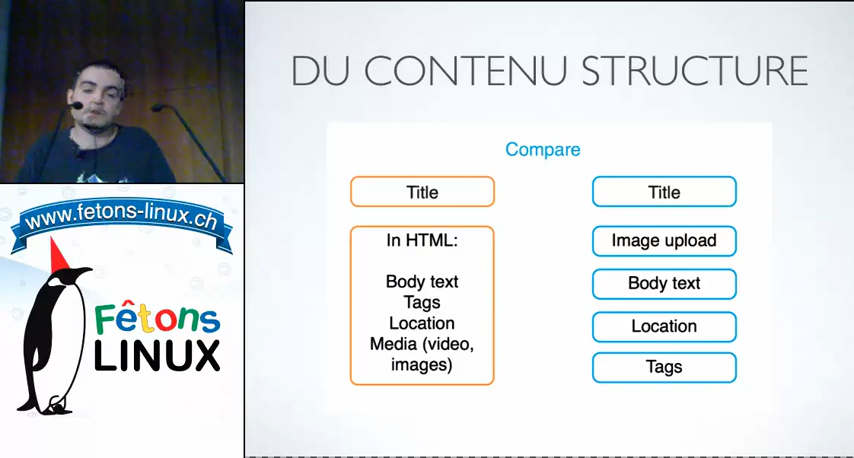 DU CONTENU STRUCTURE
Compare
Title
In HTML:
Body text
Tags
Location
Media (video,
images)
Title
Image upload
Body text
Location
Tags
www.fetons-linux.ch
Fêtons
LINUX